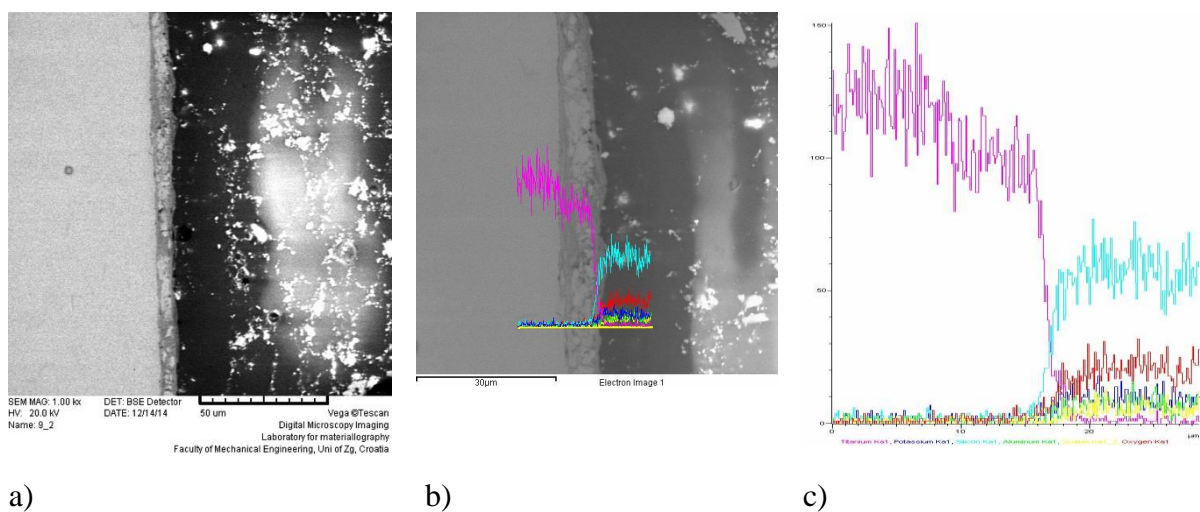 SEM MAG: 1.00 kx DET: BSE Detector
HV: 20.0 kV DATE: 12/14/14 50 um Vega ©Tescan
Name: 9_2 Digital Microscopy Imaging
Laboratory for materiallography
Faculty of Mechanical Engineering, Uni of Zg, Croatia
30µm Electron Image 1
150
100
50
0
0 10 20 µm
Titanium Ka1, Potassium Ka1, Silicon Ka1, Aluminum Ka1, Sodium Ka1_2, Oxygen Ka1
a) b) c)